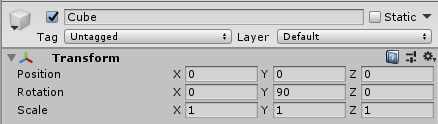 Cube Static
Tag Untagged Layer Default
Transform
Position X 0 Y 0 Z 0
Rotation X 0 Y 90 Z 0
Scale X 1 Y 1 Z 1